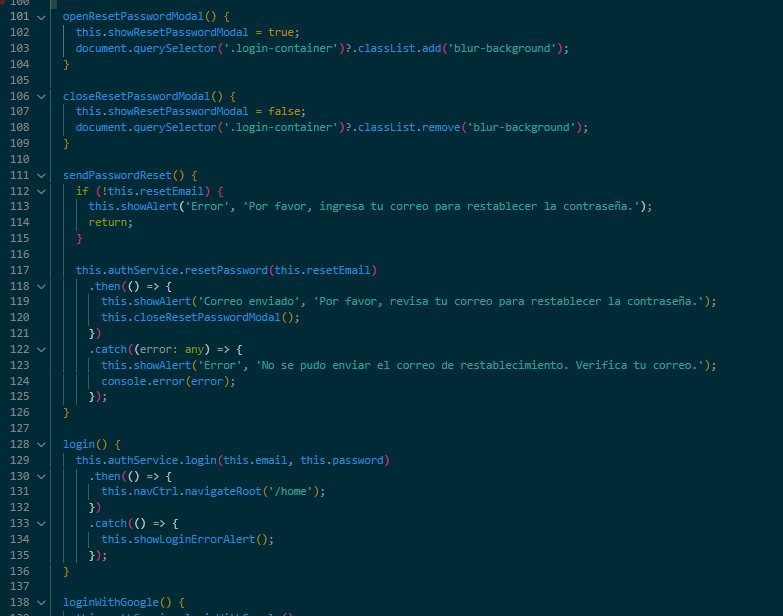 100
101 openResetPasswordModal() {
102 this.showResetPasswordModal = true;
103 document.querySelector('.login-container')?.classList.add('blur-background');
104 }
105
106 closeResetPasswordModal() {
107 this.showResetPasswordModal = false;
108 document.querySelector('.login-container')?.classList.remove('blur-background');
109 }
110
111 sendPasswordReset() {
112 if (!this.resetEmail) {
113 this.showAlert('Error', 'Por favor, ingresa tu correo para restablecer la contraseña.');
114 return;
115 }
116
117 this.authService.resetPassword(this.resetEmail)
118 .then(() => {
119 this.showAlert('Correo enviado', 'Por favor, revisa tu correo para restablecer la contraseña.');
120 this.closeResetPasswordModal();
121 })
122 .catch((error: any) => {
123 this.showAlert('Error', 'No se pudo enviar el correo de restablecimiento. Verifica tu correo.');
124 console.error(error);
125 });
126 }
127
128 login() {
129 this.authService.login(this.email, this.password)
130 .then(() => {
131 this.navCtrl.navigateRoot('/home');
132 })
133 .catch(() => {
134 this.showLoginErrorAlert();
135 });
136 }
137
138 loginWithGoogle() {